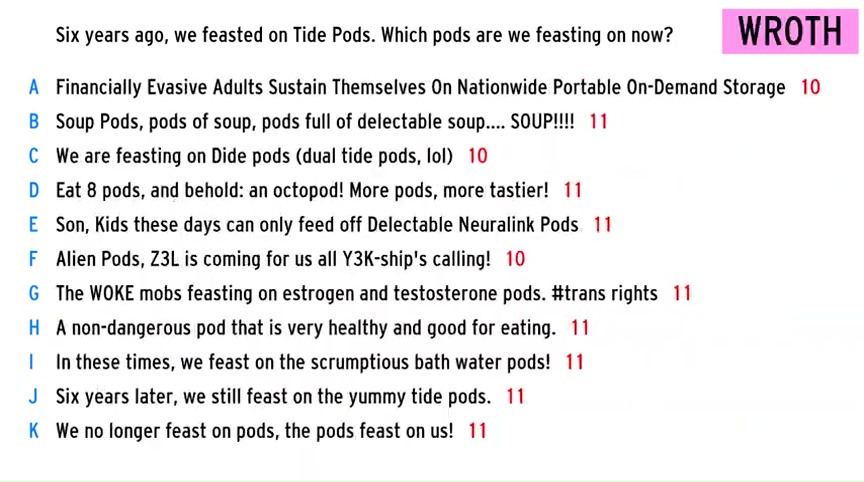 Six years ago, we feasted on Tide Pods. Which pods are we feasting on now?
WROTH
A Financially Evasive Adults Sustain Themselves On Nationwide Portable On-Demand Storage 10
B Soup Pods, pods of soup, pods full of delectable soup.... SOUP!!!! 11
C We are feasting on Dide pods (dual tide pods, lol) 10
D Eat 8 pods, and behold: an octopod! More pods, more tastier! 11
E Son, Kids these days can only feed off Delectable Neuralink Pods 11
F Alien Pods, Z3L is coming for us all Y3K-ship's calling! 10
G The WOKE mobs feasting on estrogen and testosterone pods. #trans rights 11
H A non-dangerous pod that is very healthy and good for eating. 11
I In these times, we feast on the scrumptious bath water pods! 11
J Six years later, we still feast on the yummy tide pods. 11
K We no longer feast on pods, the pods feast on us! 11